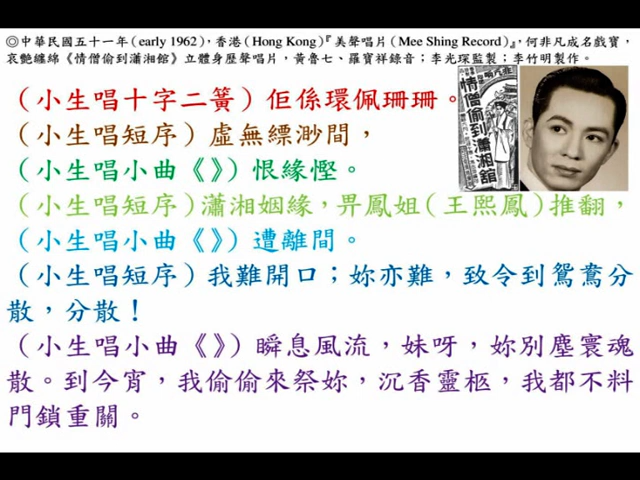 ◎中華民國五十一年(early 1962)，香港(Hong Kong)『美聲唱片(Mee Shing Record)』，何非凡成名戲寶，
哀艷纏綿《情僧偷到瀟湘館》立體身歷聲唱片，黃魯七、羅寶祥錄音；李光琛監製；李竹明製作。
（小生唱十字二簧）佢係環佩珊珊。
（小生唱短序）虛無縹渺間，
（小生唱小曲《》）恨緣慳。
（小生唱短序）瀟湘姻緣，畀鳳姐(王熙鳳)推翻，
（小生唱小曲《》）遭離間。
（小生唱短序）我難開口；妳亦難，致令到鴛鴦分
散，分散！
（小生唱小曲《》）瞬息風流，妹呀，妳別塵寰魂
散。到今宵，我偷偷來祭妳，沉香靈柩，我都不料
門鎖重關。
情僧偷到瀟湘舘